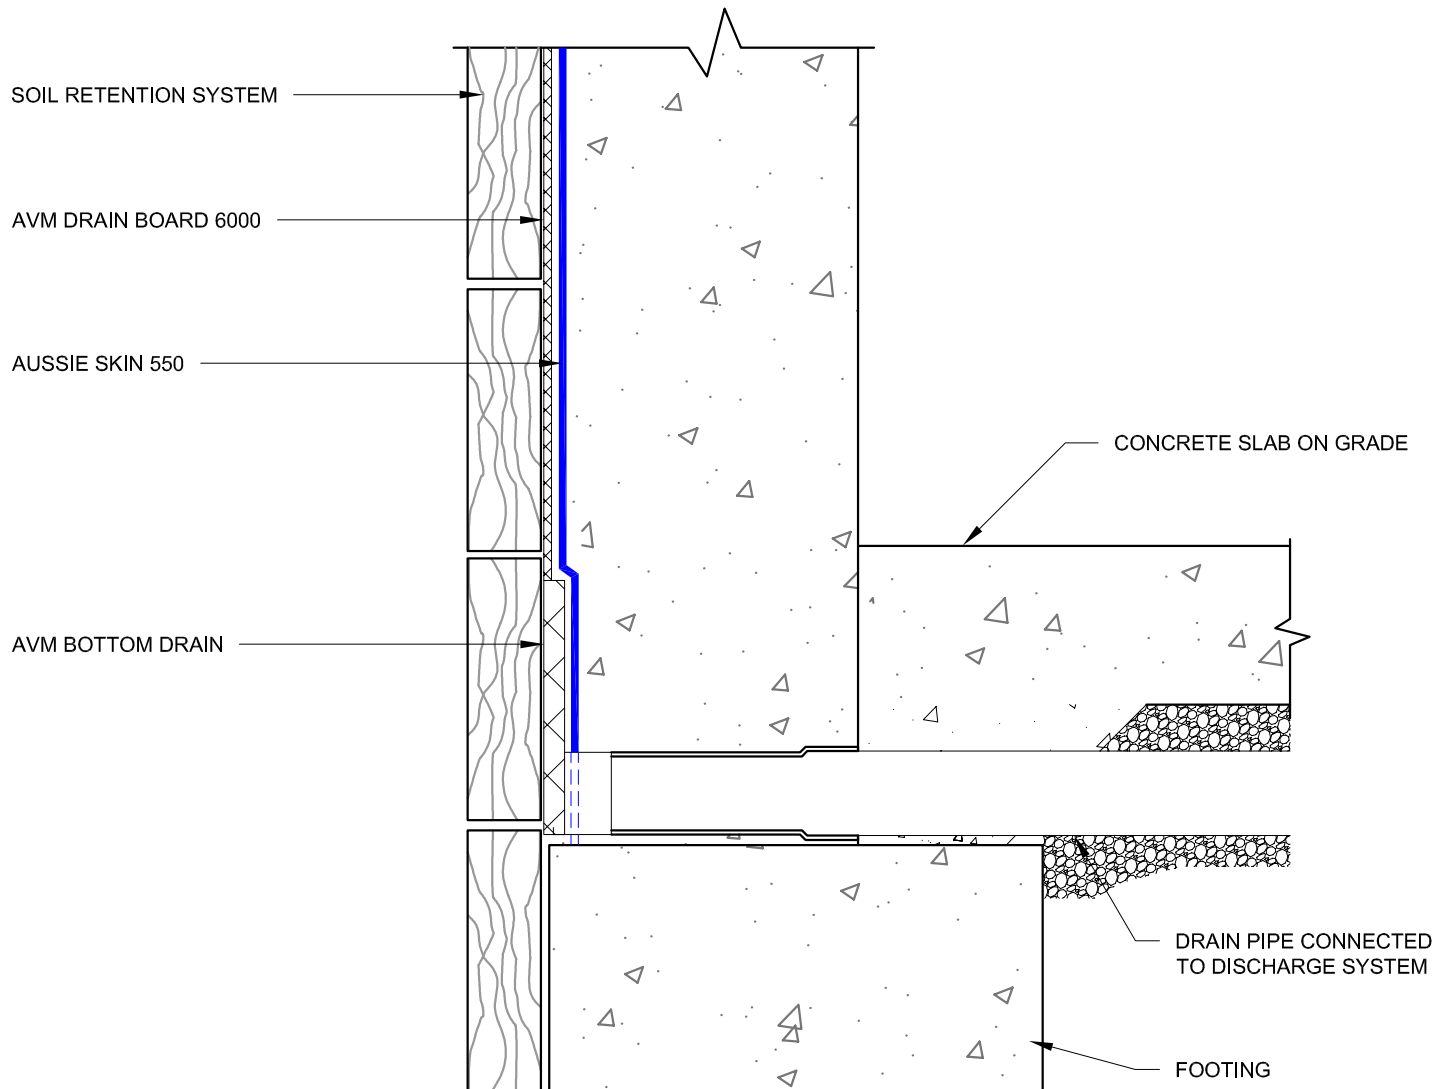 SOIL RETENTION SYSTEM
AVM DRAIN BOARD 6000
AUSSIE SKIN 550
CONCRETE SLAB ON GRADE
AVM BOTTOM DRAIN
DRAIN PIPE CONNECTED
TO DISCHARGE SYSTEM
FOOTING